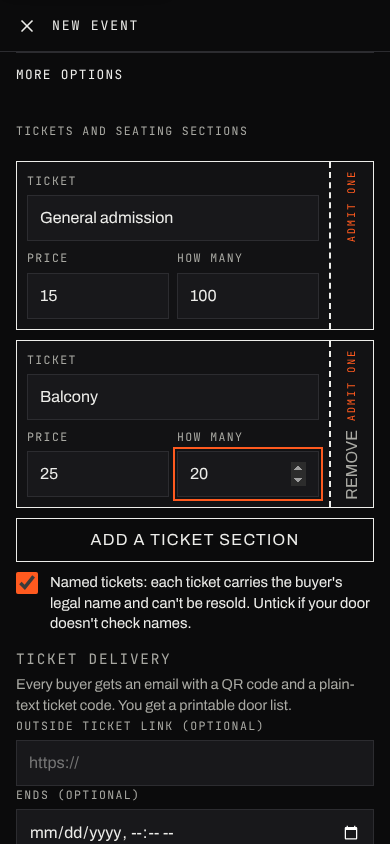 NEW EVENT
MORE OPTIONS
TICKETS AND SEATING SECTIONS
TICKET
ADMIT ONE
General admission
PRICE
HOW MANY
15
100
TICKET
ADMIT ONE
Balcony
PRICE
HOW MANY
REMOVE
25
20
ADD A TICKET SECTION
Named tickets: each ticket carries the buyer's
legal name and can't be resold. Untick if your door
doesn't check names.
TICKET DELIVERY
Every buyer gets an email with a QR code and a plain-
text ticket code. You get a printable door list.
OUTSIDE TICKET LINK (OPTIONAL)
https://
ENDS (OPTIONAL)
mm/dd/yyyy, --:-- --